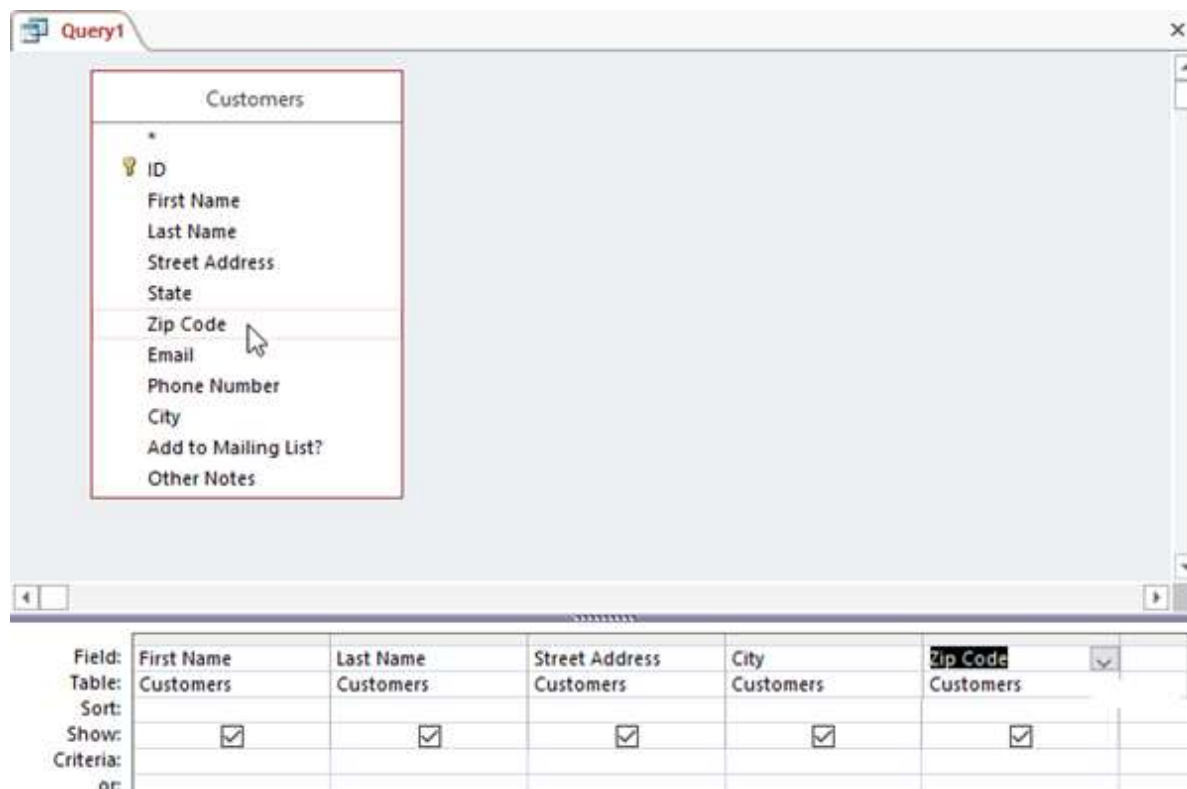 Query1
Customers
*
ID
First Name
Last Name
Street Address
State
Zip Code
Email
Phone Number
City
Add to Mailing List?
Other Notes
Field: First Name Last Name Street Address City Zip Code
Table: Customers Customers Customers Customers Customers
Sort:
Show:
Criteria:
or: